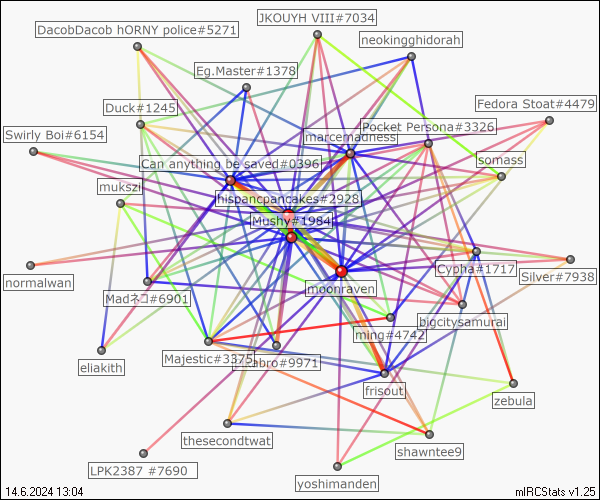 JKOUYH VIII#7034
DacobDacob hORNY police#5271
neokingghidorah
Eg.Master#1378
Fedora Stoat#4479
Duck#1245
Pocket Persona#3326
Swirly Boi#6154
marcemadness
Can anything be saved#0396
somass
mukszi
hispancpancakes#2928
Mushy#1984
Cypha#1717
normalwan
Silver#7938
moonraven
Madネコ#6901
bigcitysamurai
ming#4742
Majestic#3375
abro#9971
eliakith
frisout
zebula
thesecondtwat
shawntee9
LPK2387 #7690
yoshimanden
14.6.2024 13:04
mIRCStats v1.25